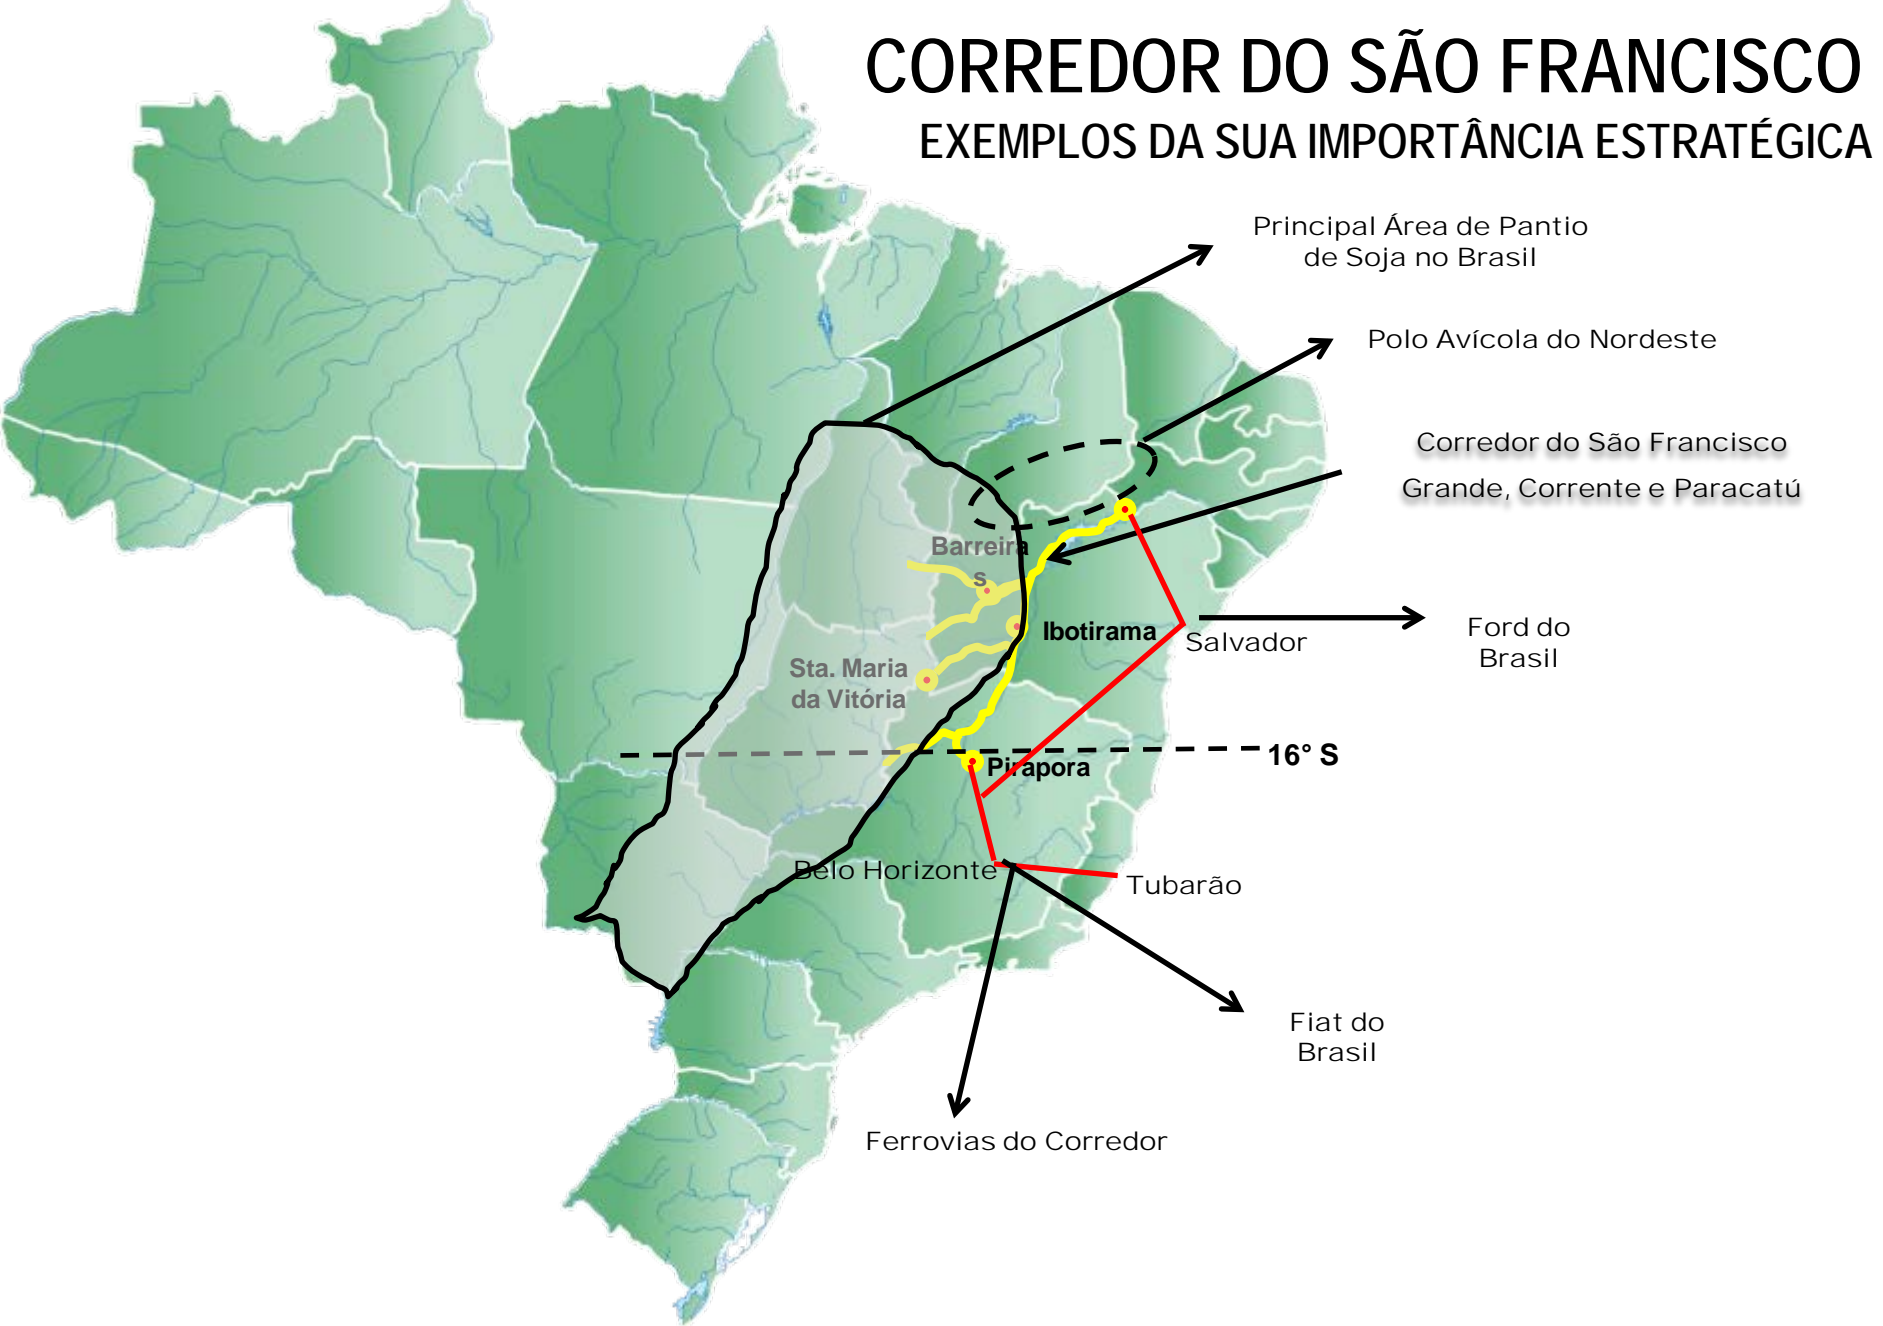 CORREDOR DO SÃO FRANCISCO
EXEMPLOS DA SUA IMPORTÂNCIA ESTRATÉGICA
Principal Área de Pantio
de Soja no Brasil
Polo Avícola do Nordeste
Corredor do São Francisco
Grande, Corrente e Paracatú
Barreira
s
Ibotirama
Salvador
Ford do
Brasil
Sta. Maria
da Vitória
16° S
Pirapora
Belo Horizonte
Tubarão
Fiat do
Brasil
Ferrovias do Corredor